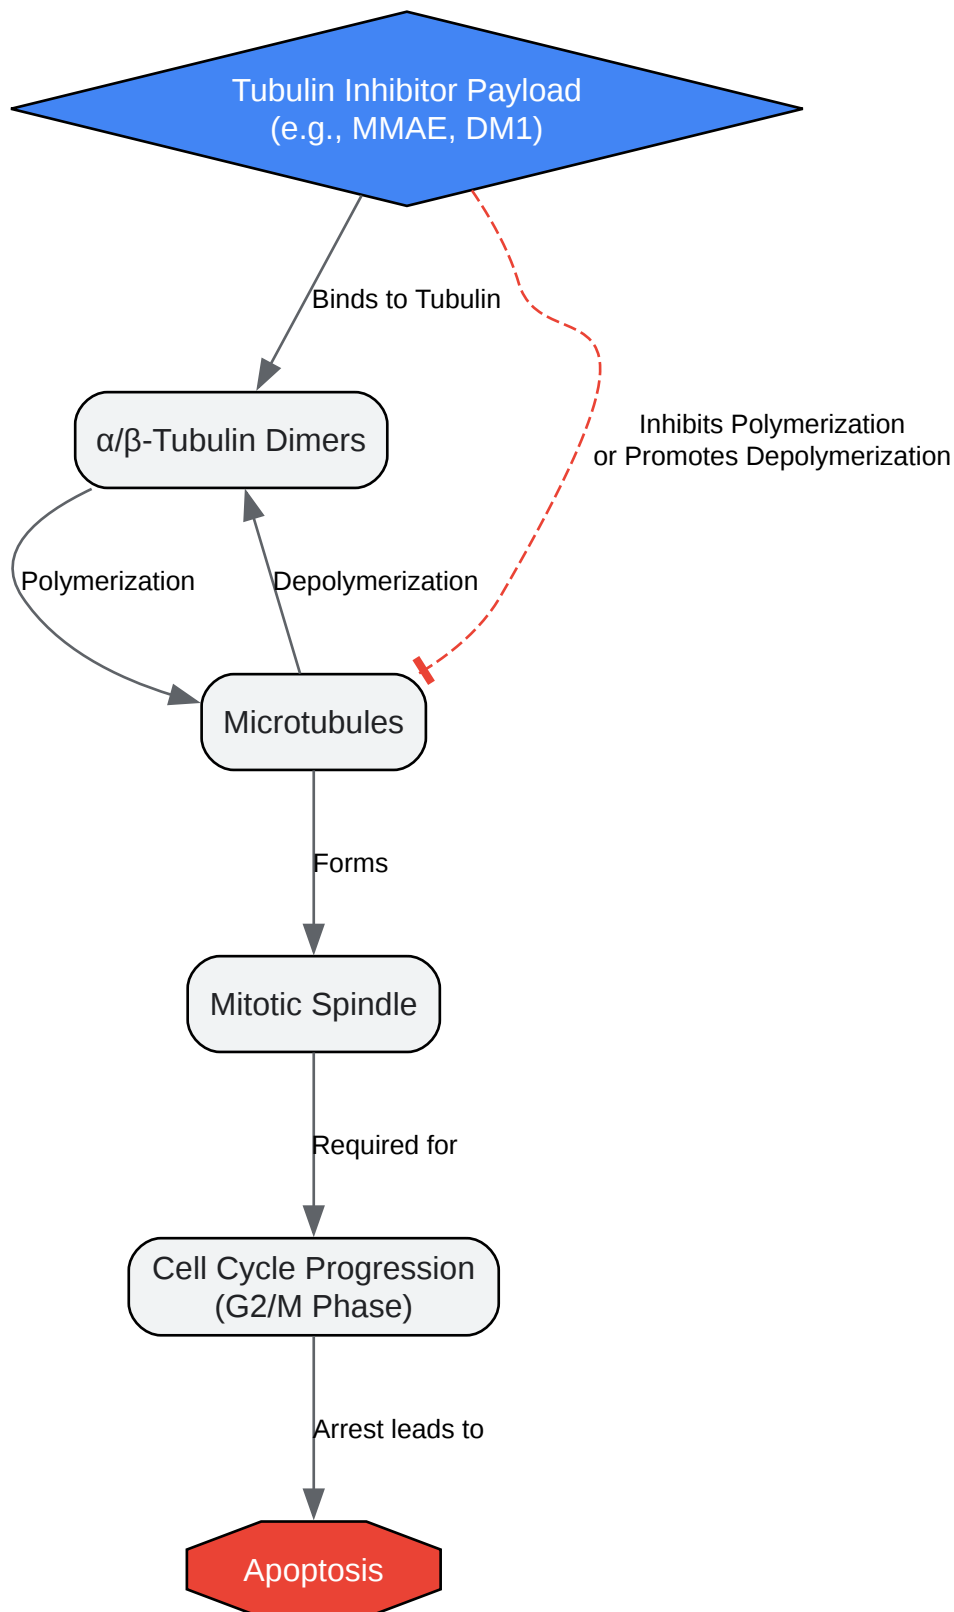 Tubulin Inhibitor Payload
(e.g., MMAE, DM1)
Binds to Tubulin
Inhibits Polymerization
or Promotes Depolymerization
α/β-Tubulin Dimers
Polymerization
Depolymerization
Microtubules
Forms
Mitotic Spindle
Required for
Cell Cycle Progression
(G2/M Phase)
Arrest leads to
Apoptosis